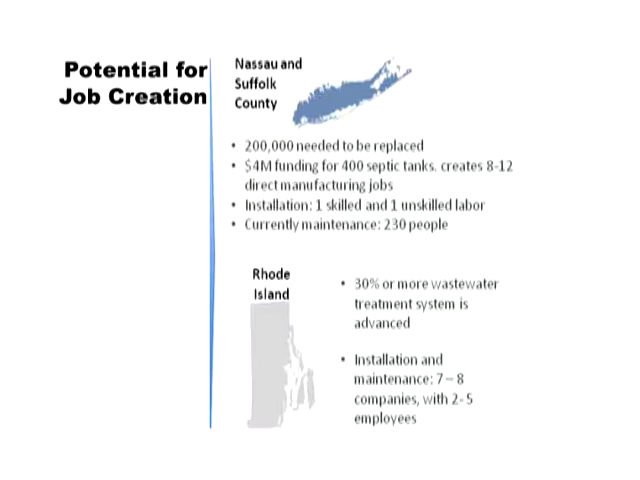 Potential for
Job Creation
Nassau and
Suffolk
County
• 200,000 needed to be replaced
• $4M funding for 400 septic tanks. creates 8-12
direct manufacturing jobs
• Installation: 1 skilled and 1 unskilled labor
• Currently maintenance: 230 people
Rhode
Island
• 30% or more wastewater
treatment system is
advanced
• Installation and
maintenance: 7 – 8
companies, with 2-5
employees